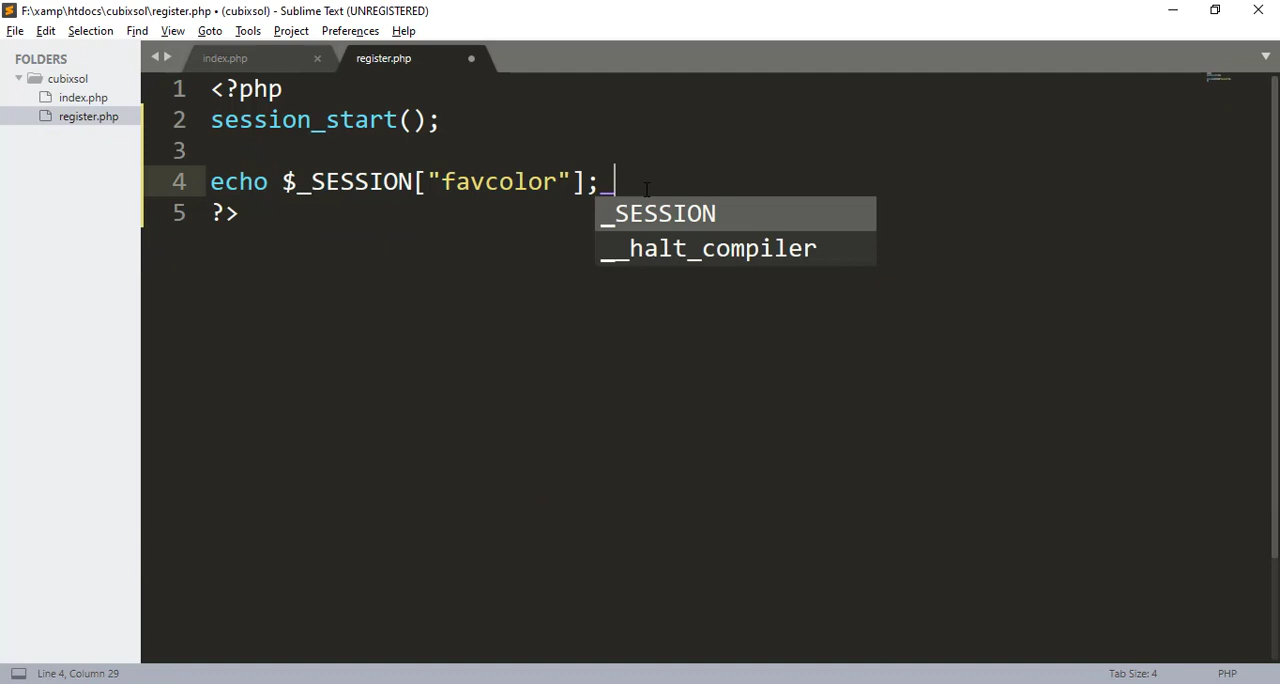 F:\xamp\htdocs\cubixsol\register.php • (cubixsol) - Sublime Text (UNREGISTERED)
File Edit Selection Find View Goto Tools Project Preferences Help
FOLDERS
cubixsol
index.php
register.php
index.php × register.php
1 <?php
2 session_start();
3
4 echo $_SESSION["favcolor"];_
5 ?>
_SESSION
__halt_compiler
Line 4, Column 29 Tab Size: 4 PHP